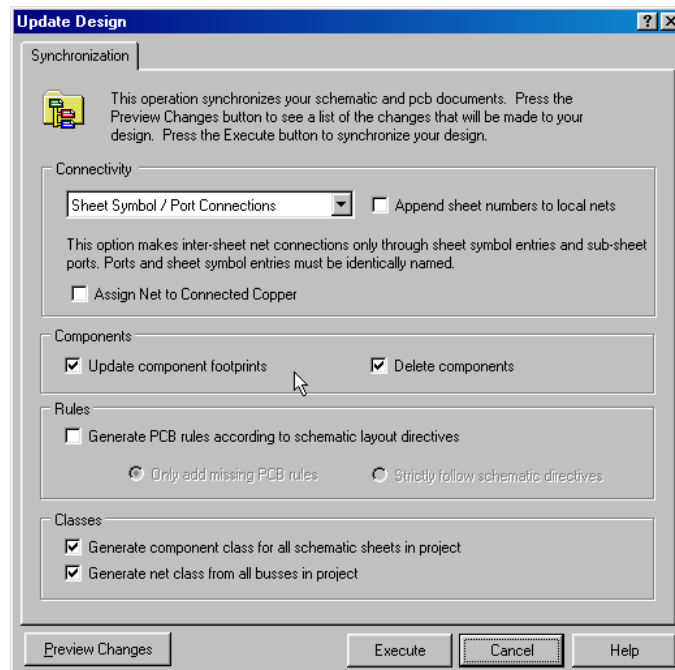 Update Design
Synchronization
This operation synchronizes your schematic and pcb documents. Press the
Preview Changes button to see a list of the changes that will be made to your
design. Press the Execute button to synchronize your design.
Connectivity
Sheet Symbol / Port Connections
Append sheet numbers to local nets
This option makes inter-sheet net connections only through sheet symbol entries and sub-sheet
ports. Ports and sheet symbol entries must be identically named.
Assign Net to Connected Copper
Components
Update component footprints
Delete components
Rules
Generate PCB rules according to schematic layout directives
Only add missing PCB rules
Strictly follow schematic directives
Classes
Generate component class for all schematic sheets in project
Generate net class from all busses in project
Preview Changes
Execute
Cancel
Help